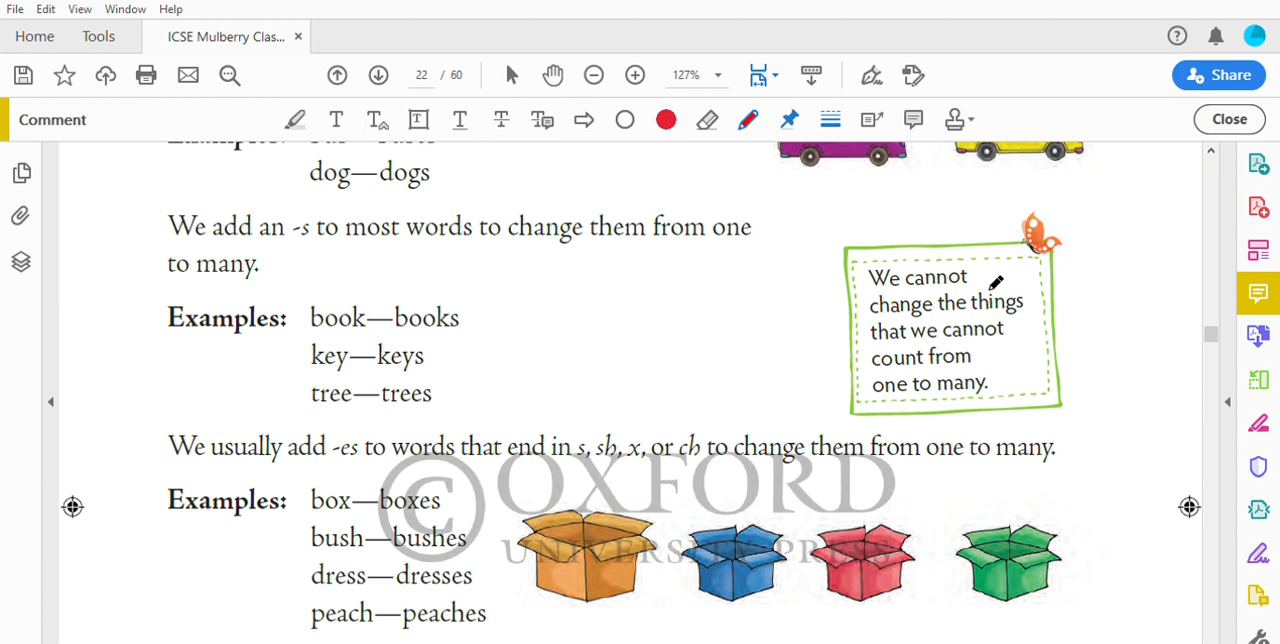 File Edit View Window Help
Home Tools ICSE Mulberry Clas... ×
22 / 60 127% Share
Comment Close
Examples:
dog—dogs
We add an -s to most words to change them from one
to many.
We cannot
change the things
that we cannot
count from
one to many.
Examples: book—books
key—keys
tree—trees
We usually add -es to words that end in s, sh, x, or ch to change them from one to many.
© OXFORD
UNIVERSITY PRESS
Examples: box—boxes
bush—bushes
dress—dresses
peach—peaches